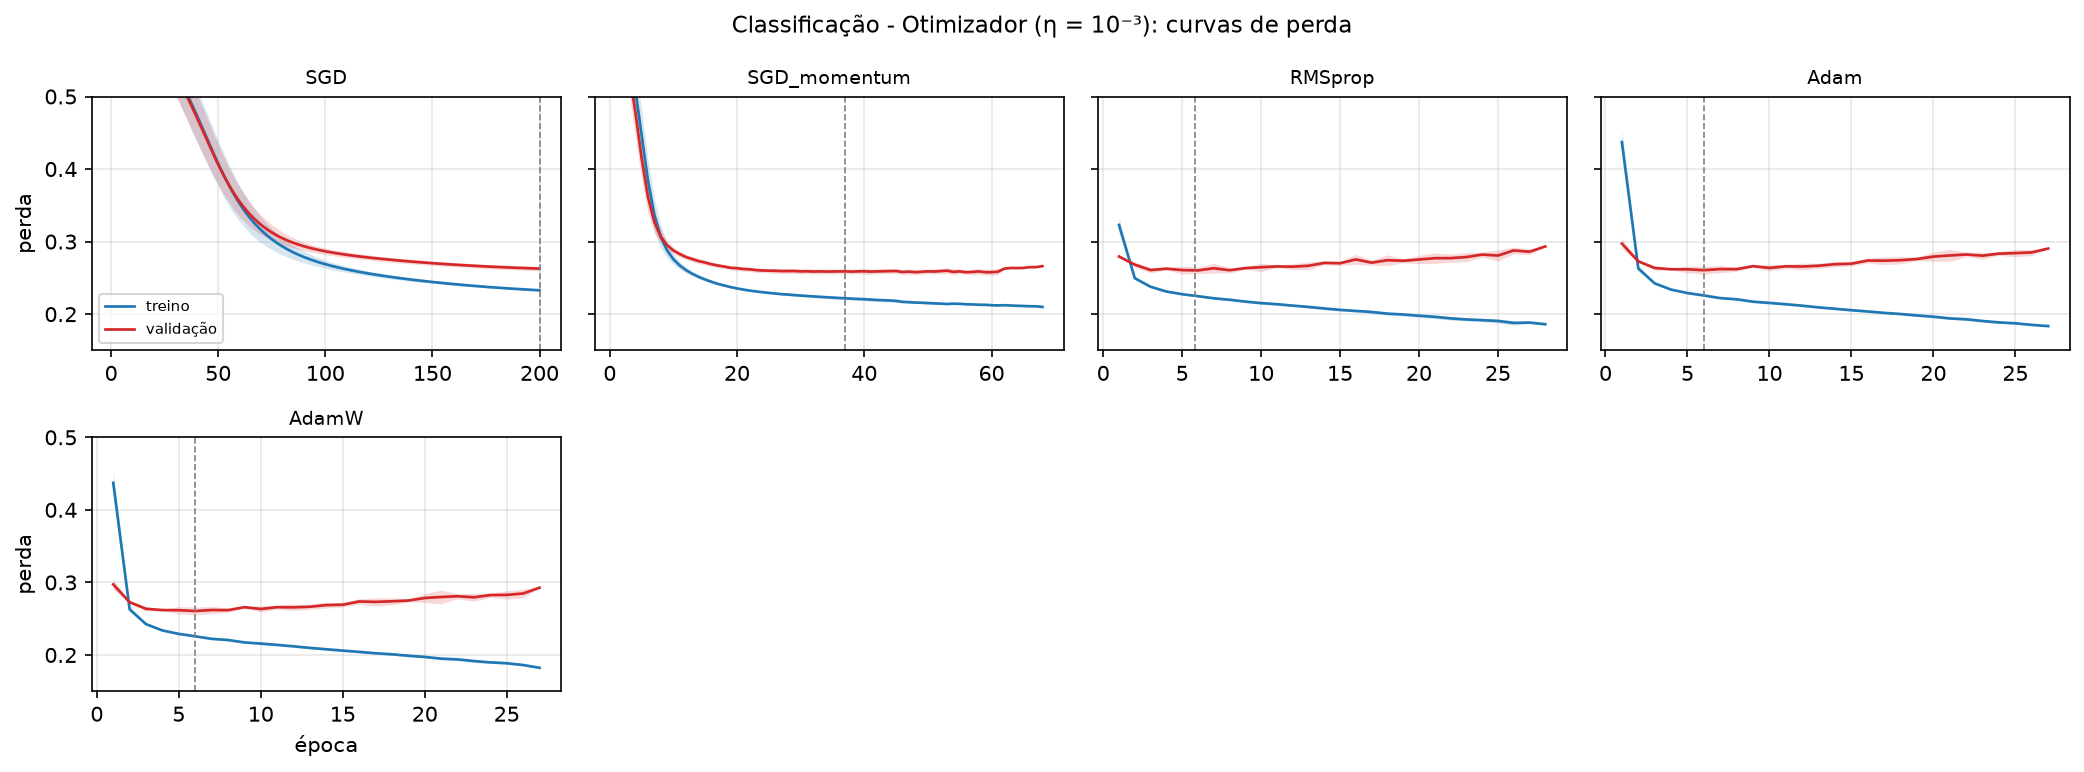 Classificação - Otimizador (η = 10⁻³): curvas de perda
SGD
SGD_momentum
RMSprop
Adam
perda
0.5
0.4
0.3
0.2
treino
validação
0 50 100 150 200
0 20 40 60
0 5 10 15 20 25
0 5 10 15 20 25
AdamW
perda
0.5
0.4
0.3
0.2
0 5 10 15 20 25
época